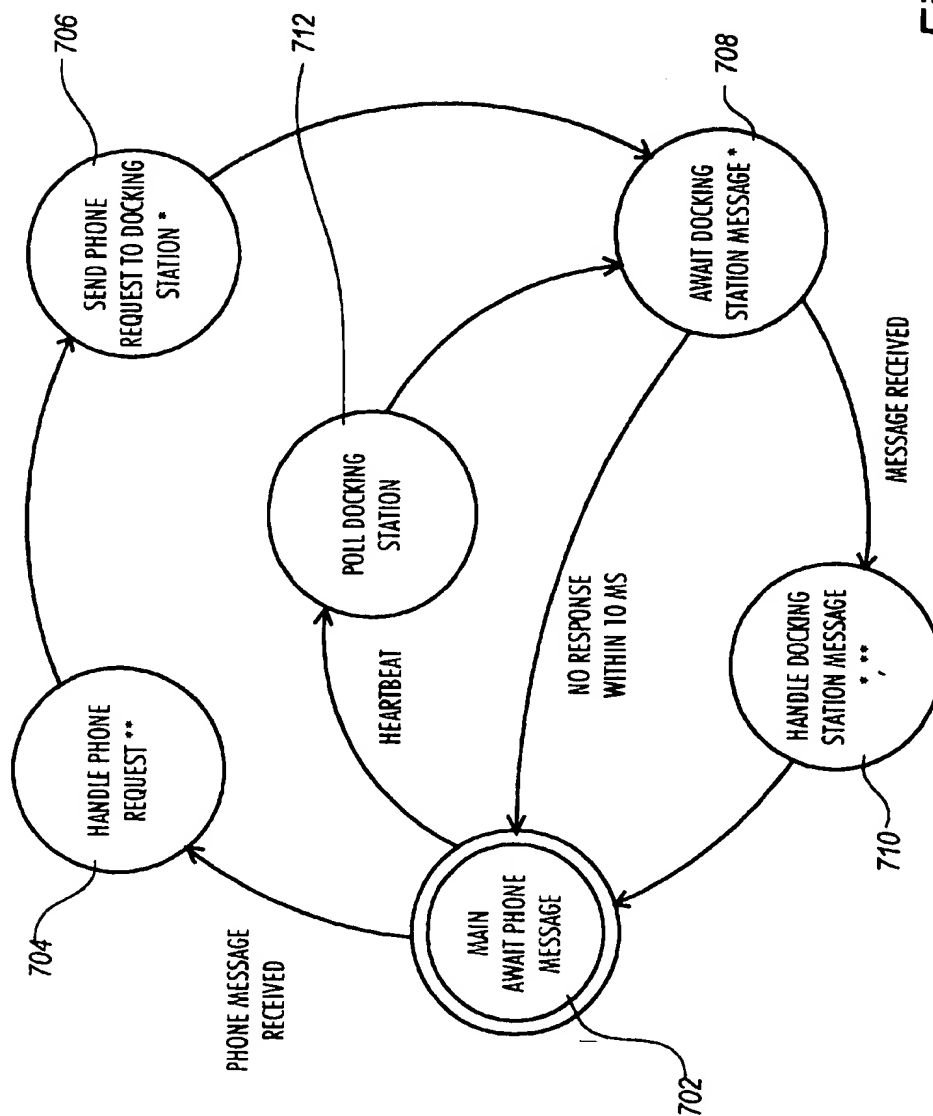 706
SEND PHONE
REQUEST TO DOCKING
STATION *
712
708
AWAIT DOCKING
STATION MESSAGE *
POLL DOCKING
STATION
MESSAGE RECEIVED
HANDLE PHONE
REQUEST **
HEARTBEAT
NO RESPONSE
WITHIN 10 MS
HANDLE DOCKING
STATION MESSAGE
*, **
704
710
PHONE MESSAGE
RECEIVED
MAIN
AWAIT PHONE
MESSAGE
702